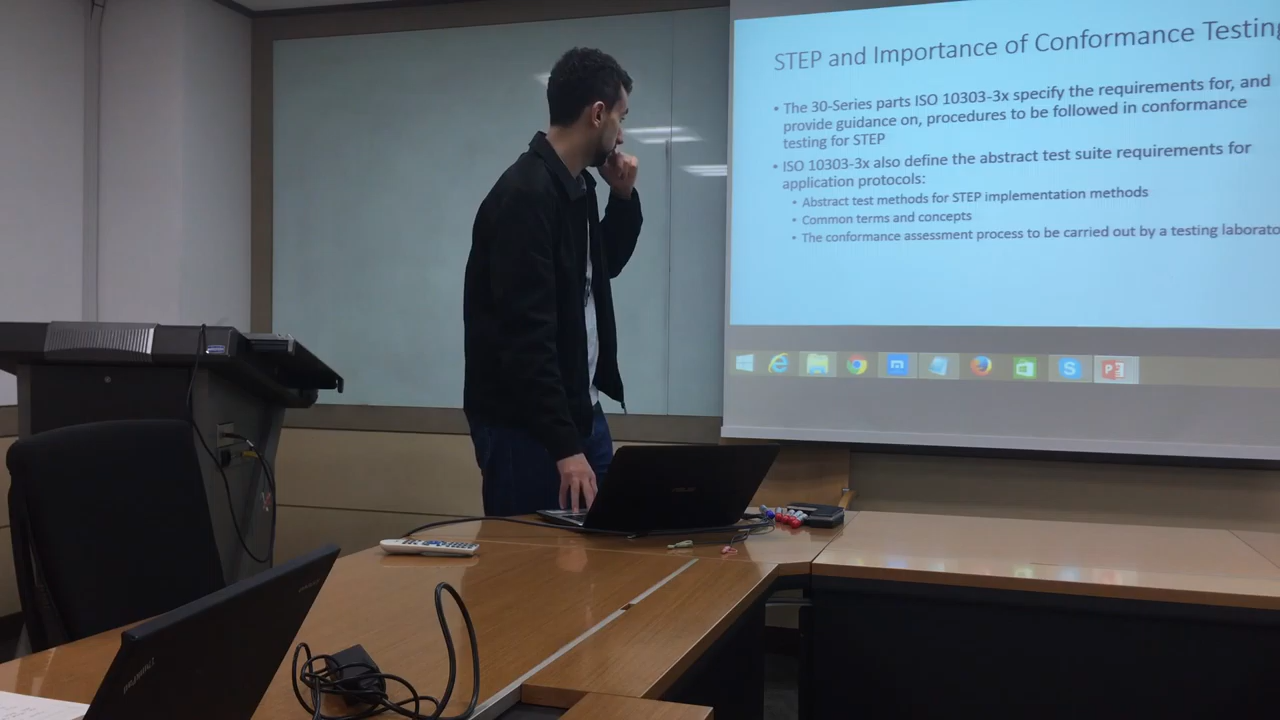 STEP and Importance of Conformance Testing
• The 30-Series parts ISO 10303-3x specify the requirements for, and
provide guidance on, procedures to be followed in conformance
testing for STEP
• ISO 10303-3x also define the abstract test suite requirements for
application protocols:
• Abstract test methods for STEP implementation methods
• Common terms and concepts
• The conformance assessment process to be carried out by a testing laborato